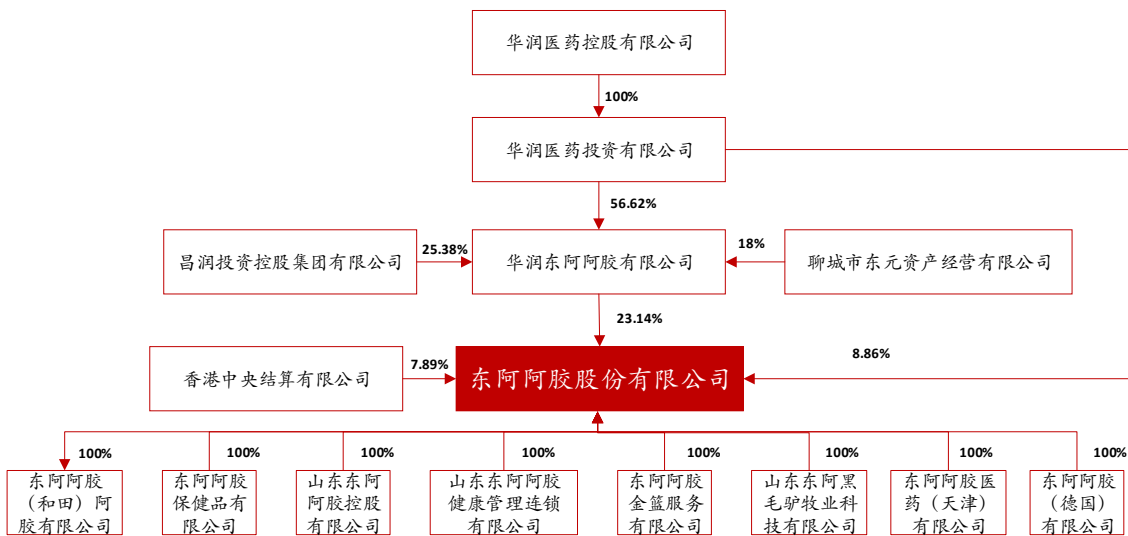 华润医药控股有限公司
100%
华润医药投资有限公司
56.62%
昌润投资控股集团有限公司
25.38%
华润东阿阿胶有限公司
18%
聊城市东元资产经营有限公司
23.14%
香港中央结算有限公司
7.89%
东阿阿胶股份有限公司
8.86%
100%
100%
100%
100%
100%
100%
100%
100%
东阿阿胶
（和田）阿
胶有限公司
东阿阿胶
保健品有
限公司
山东东阿
阿胶控股
有限公司
山东东阿阿胶
健康管理连锁
有限公司
东阿阿胶
金篮服务
有限公司
山东东阿黑
毛驴牧业科
技有限公司
东阿阿胶医
药（天津）
有限公司
东阿阿胶
（德国）
有限公司